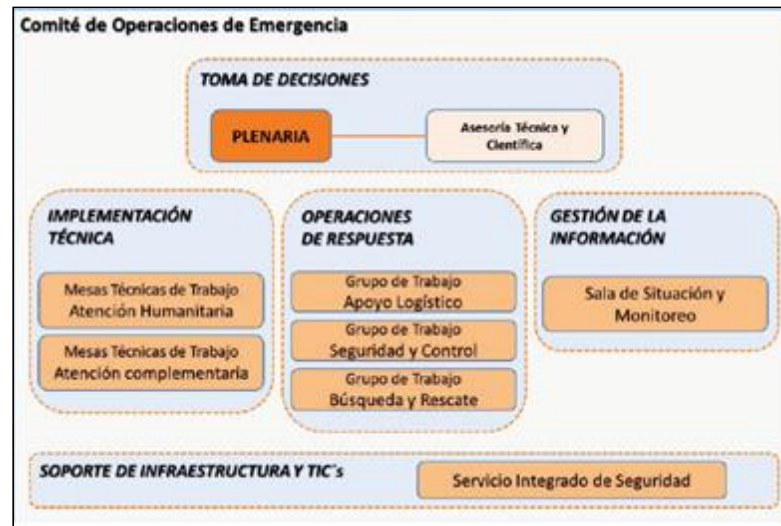 Comité de Operaciones de Emergencia
TOMA DE DECISIONES
PLENARIA
Asesoría Técnica y
Científica
IMPLEMENTACIÓN
TÉCNICA
Mesas Técnicas de Trabajo
Atención Humanitaria
Mesas Técnicas de Trabajo
Atención complementaria
OPERACIONES
DE RESPUESTA
Grupo de Trabajo
Apoyo Logístico
Grupo de Trabajo
Seguridad y Control
Grupo de Trabajo
Búsqueda y Rescate
GESTIÓN DE LA
INFORMACIÓN
Sala de Situación y
Monitoreo
SOPORTE DE INFRAESTRUCTURA Y TIC´s
Servicio Integrado de Seguridad